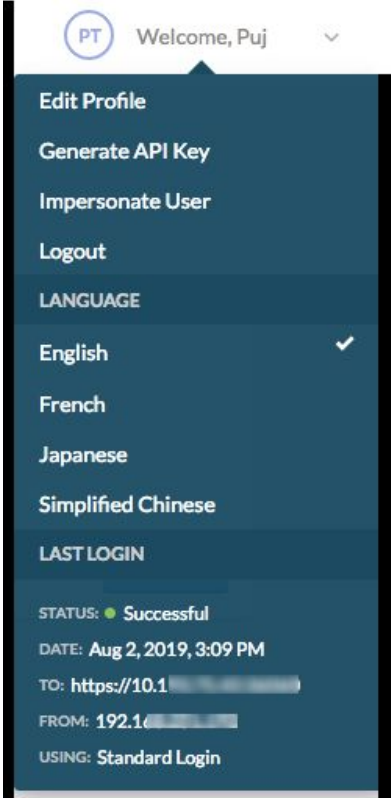 PT Welcome, Puj
Edit Profile
Generate API Key
Impersonate User
Logout
LANGUAGE
English
French
Japanese
Simplified Chinese
LAST LOGIN
STATUS: Successful
DATE: Aug 2, 2019, 3:09 PM
TO: https://10.1
FROM: 192.16
USING: Standard Login